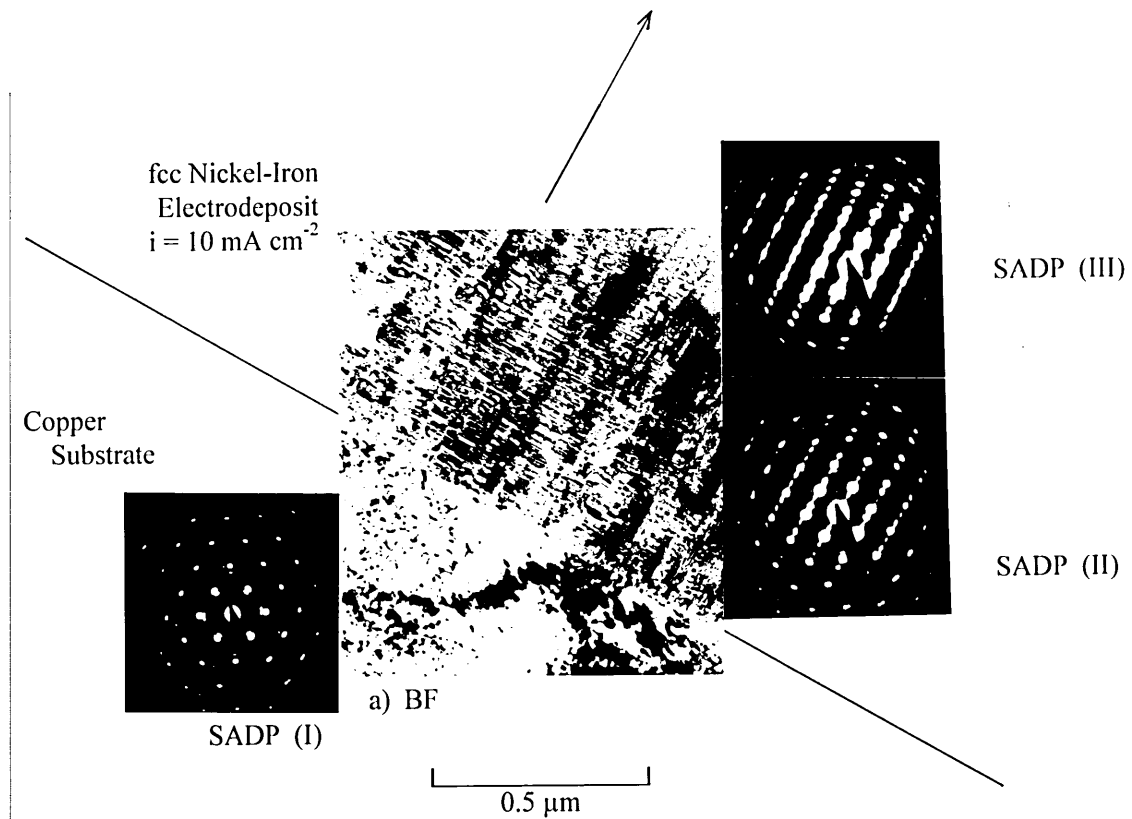 fcc Nickel-Iron
Electrodeposit
i = 10 mA cm⁻²
SADP (III)
Copper
Substrate
SADP (II)
a) BF
SADP (I)
0.5 µm